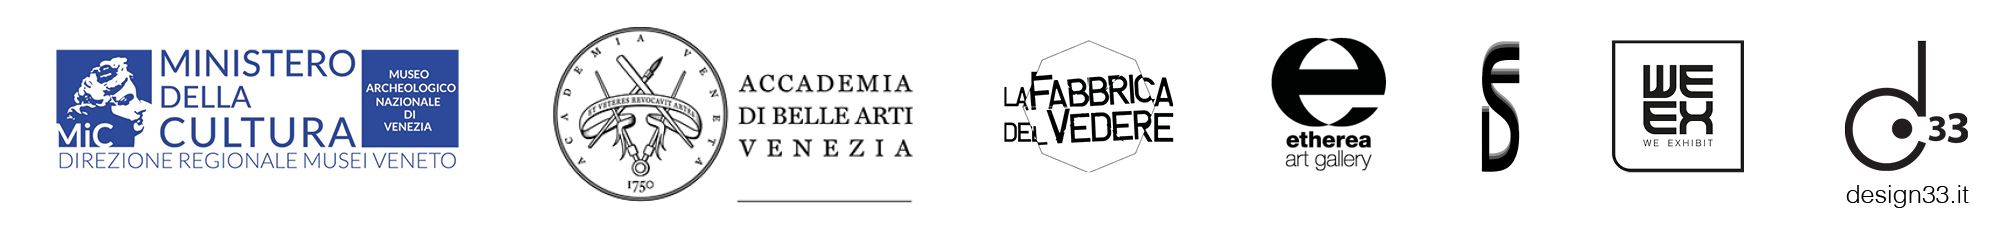 MiC
MINISTERO
DELLA
CULTURA
MUSEO
ARCHEOLOGICO
NAZIONALE
DI
VENEZIA
DIREZIONE REGIONALE MUSEI VENETO
ACCADEMIA VENETA
ET VETERES REVOCAVIT ARTES
1750
ACCADEMIA
DI BELLE ARTI
VENEZIA
LA FABBRICA
DEL VEDERE
e
etherea
art gallery
WE
EX
WE EXHIBIT
d33
design33.it